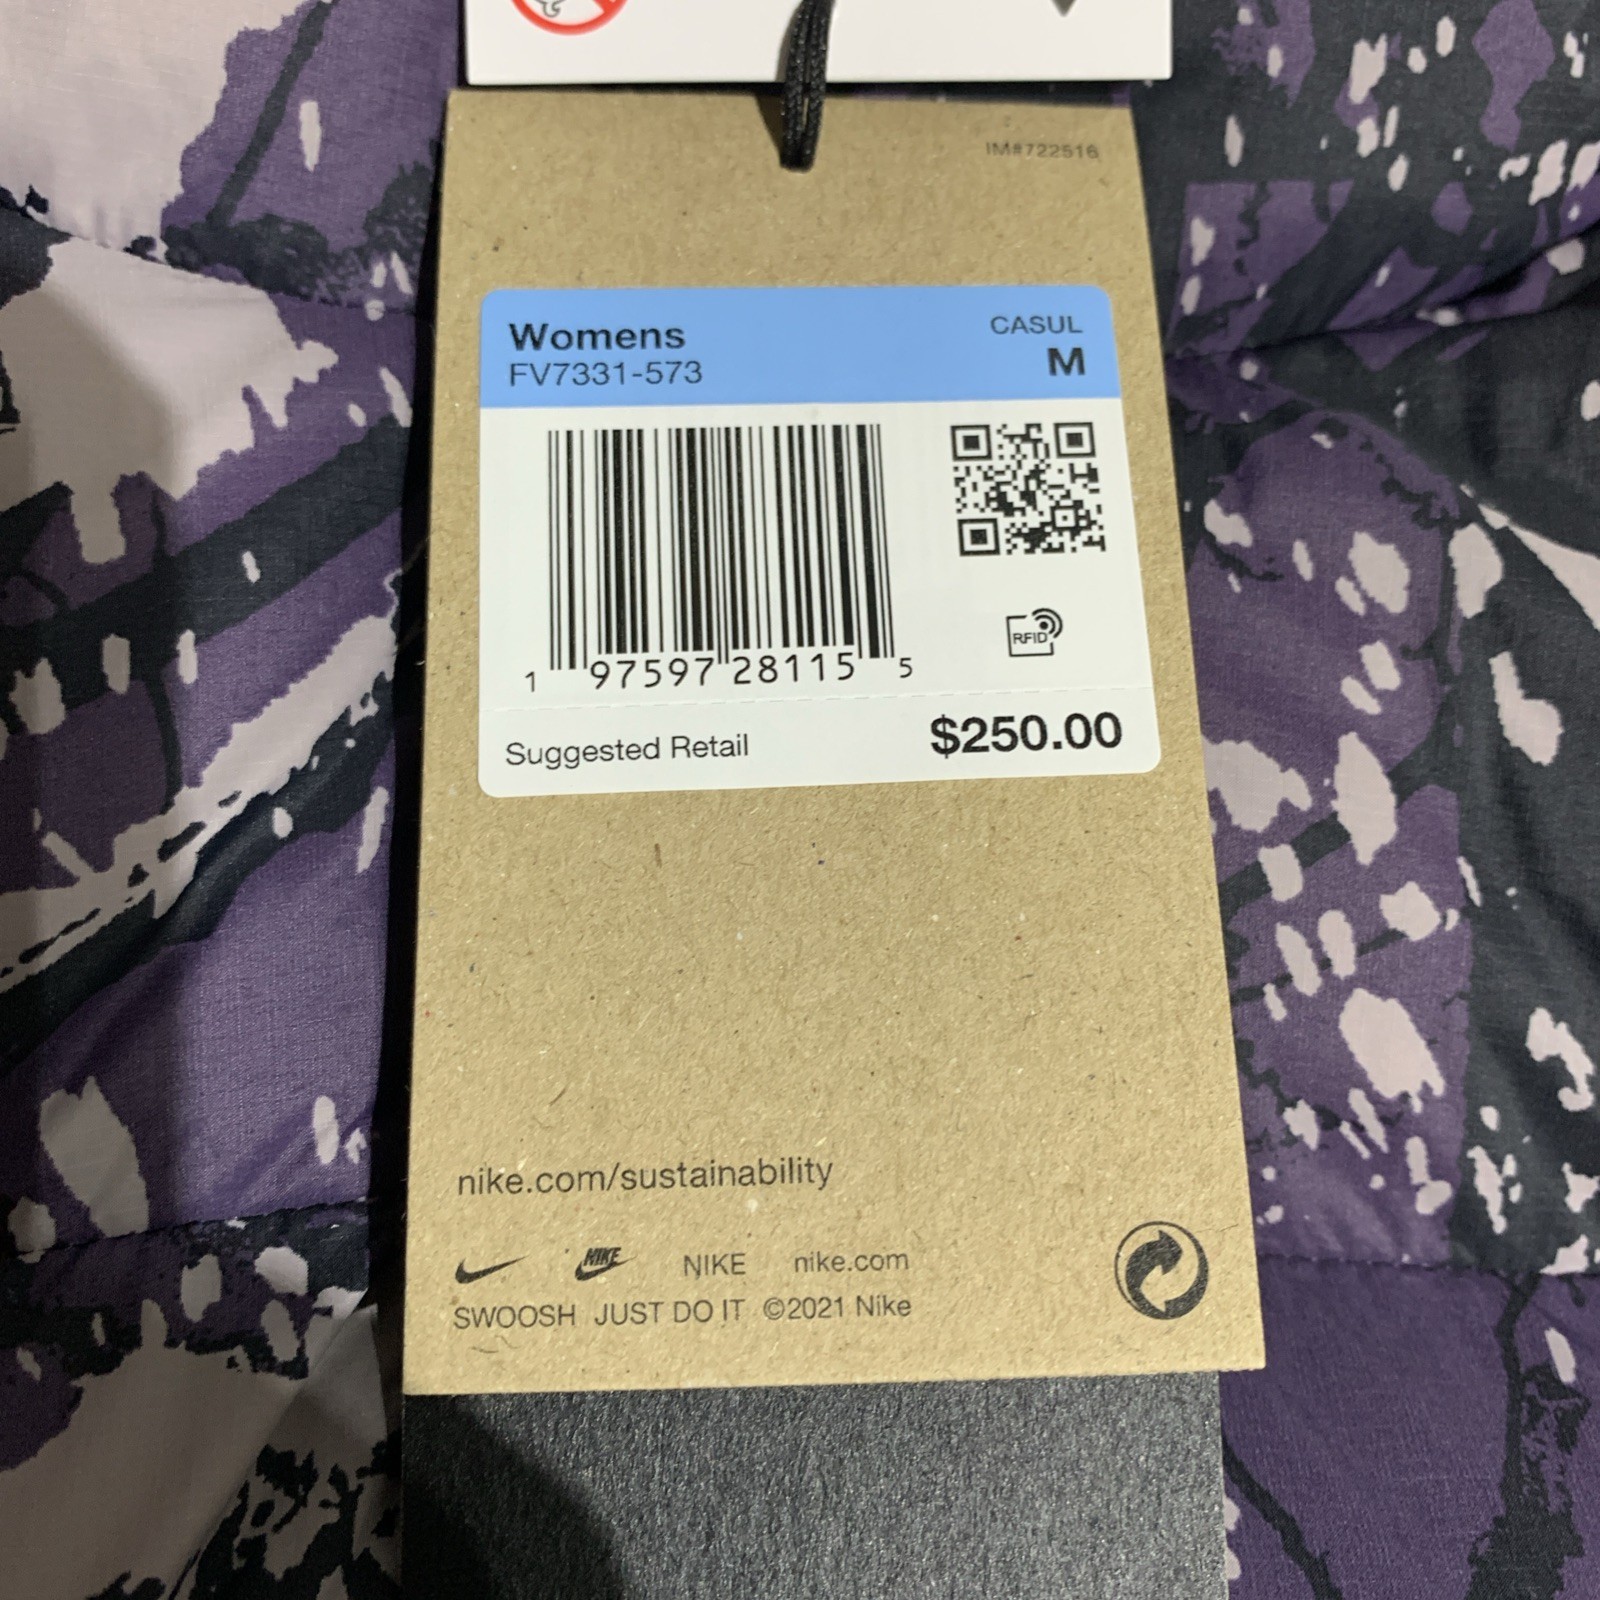 IM#722516
Womens
CASUL
FV7331-573
M
RFID
1 97597 28115 5
Suggested Retail
$250.00
nike.com/sustainability
NIKE NIKE nike.com
SWOOSH JUST DO IT ©2021 Nike